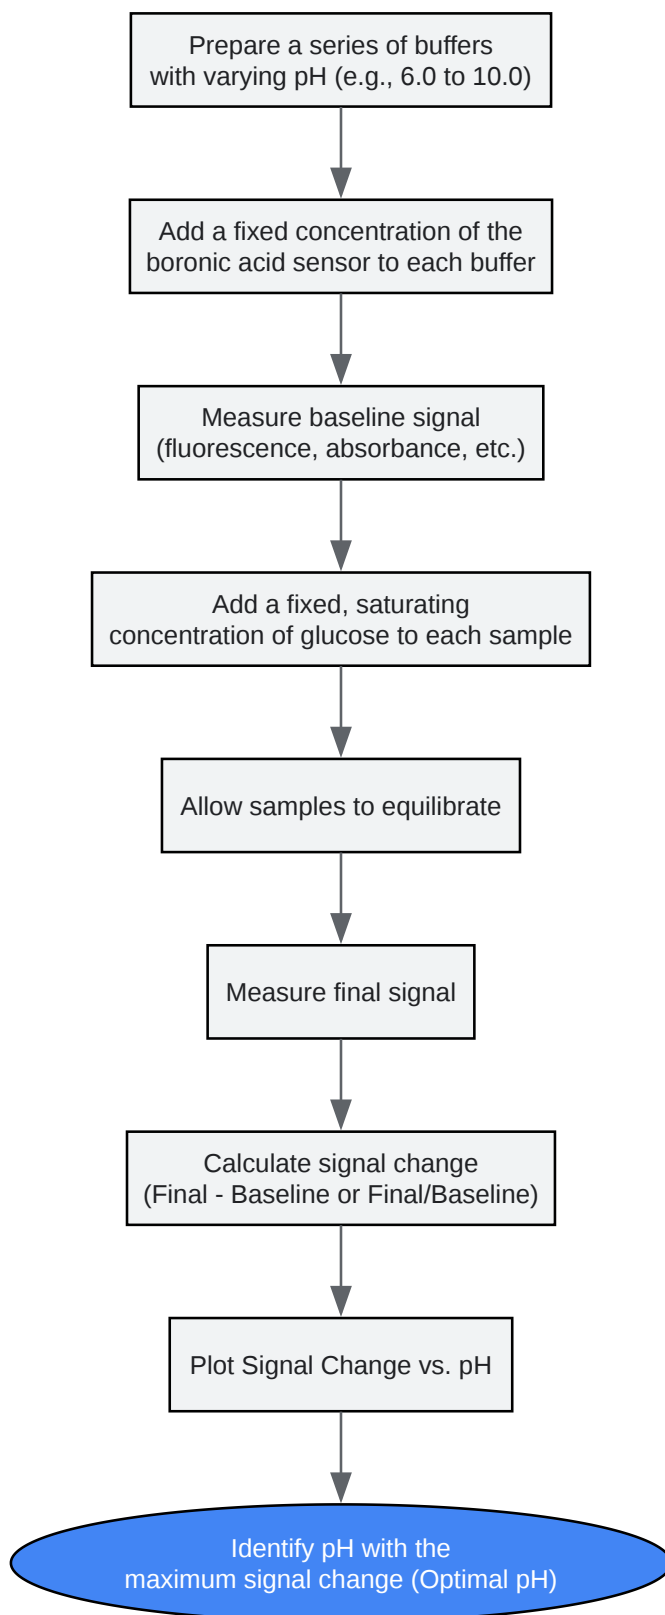 Prepare a series of buffers
with varying pH (e.g., 6.0 to 10.0)
Add a fixed concentration of the
boronic acid sensor to each buffer
Measure baseline signal
(fluorescence, absorbance, etc.)
Add a fixed, saturating
concentration of glucose to each sample
Allow samples to equilibrate
Measure final signal
Calculate signal change
(Final - Baseline or Final/Baseline)
Plot Signal Change vs. pH
Identify pH with the
maximum signal change (Optimal pH)